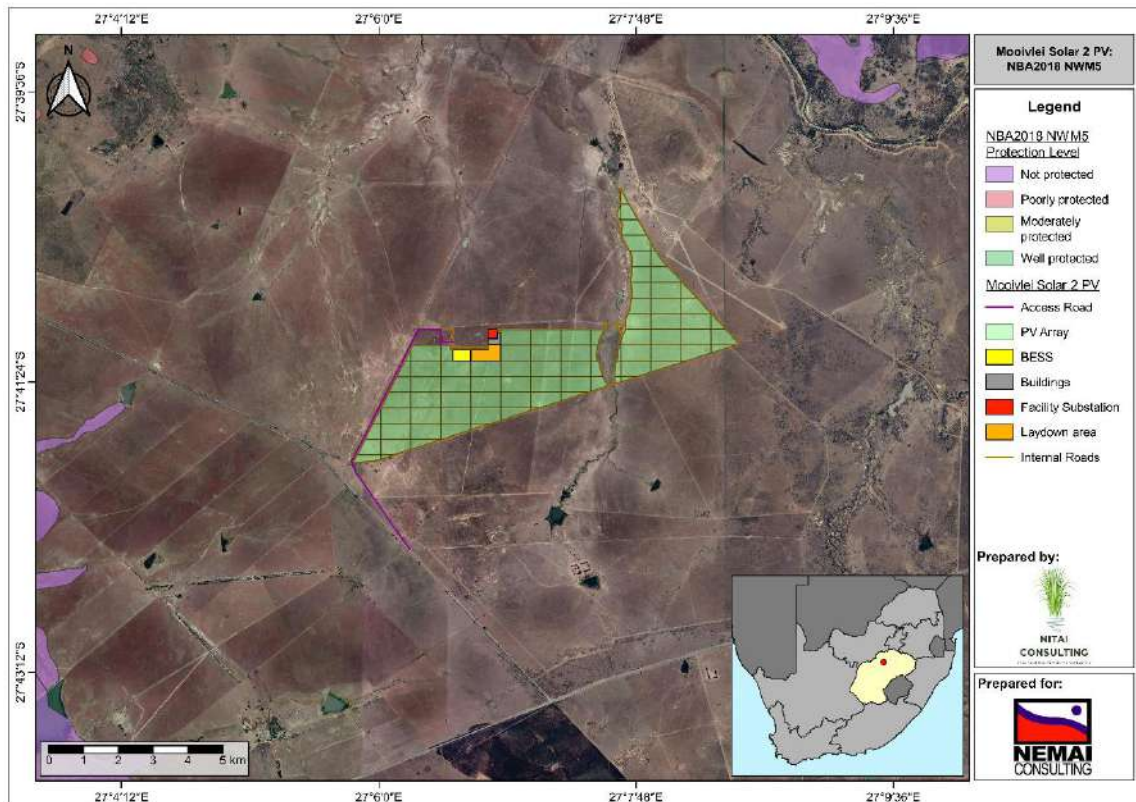 27°4'12"E 27°6'0"E 27°7'48"E 27°9'36"E
N
27°39'36"S
27°41'24"S
27°43'12"S
0 1 2 3 4 5 km
27°4'12"E 27°6'0"E 27°7'48"E 27°9'36"E
Mooivlei Solar 2 PV:
NBA2018 NWM5
Legend
NBA2018 NWM5
Protection Level
Not protected
Poorly protected
Moderately
protected
Well protected
Mooivlei Solar 2 PV
Access Road
PV Array
BESS
Buildings
Facility Substation
Laydown area
Internal Roads
Prepared by:
NITAI
CONSULTING
Prepared for:
NEMAI
CONSULTING